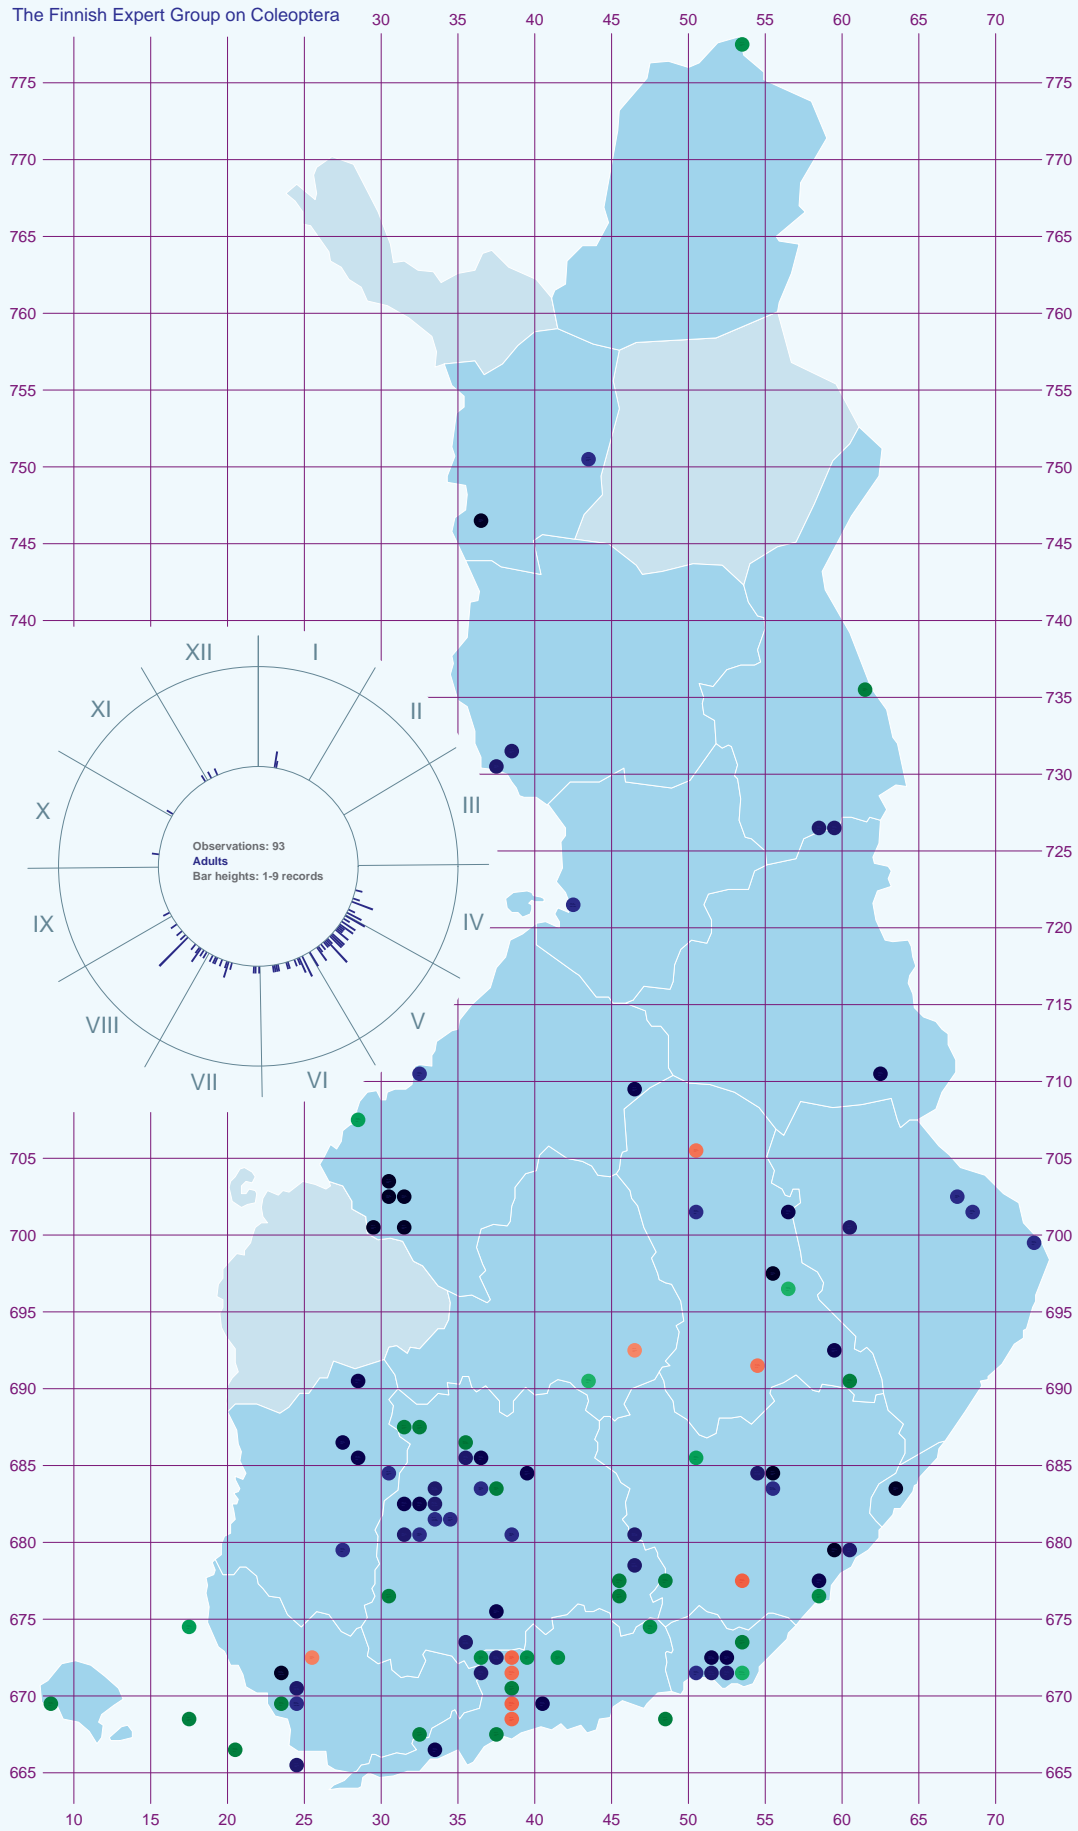 The Finnish Expert Group on Coleoptera
30 40 45 50 55 60 70
775 775
770 770
765 765
760 760
755 755
750 750
745 745
740 740
XII I
XI II
735
730
X III
Observations: 93
Adults
Bar heights: 1-9 records
725
IX IV
720
715
VIII V
VII VI
710
705 705
700 700
695 695
690 690
685 685
680 680
675 675
670 670
665 665
10 15 20 25 30 35 40 45 50 55 60 70